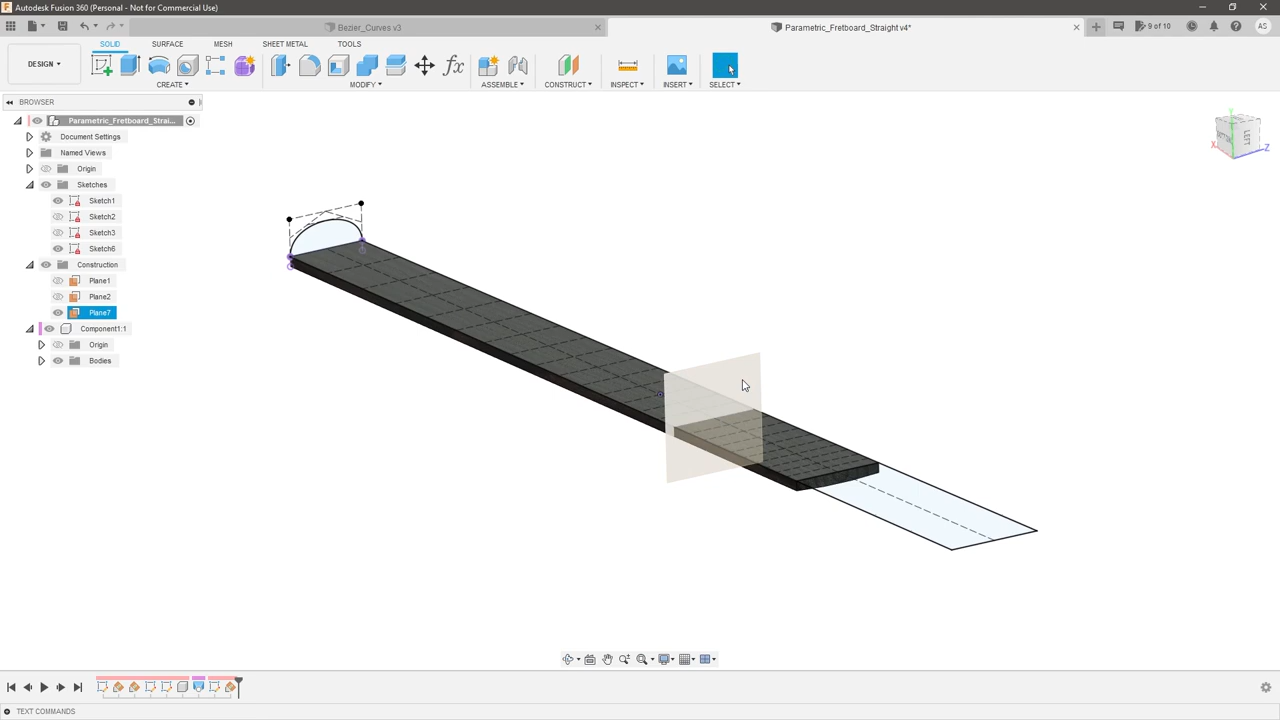 Autodesk Fusion 360 (Personal - Not for Commercial Use)
Bezier_Curves v3
Parametric_Fretboard_Straight v4*
9 of 10
AS
DESIGN
SOLID
SURFACE
MESH
SHEET METAL
TOOLS
CREATE
MODIFY
ASSEMBLE
CONSTRUCT
INSPECT
INSERT
SELECT
BROWSER
Parametric_Fretboard_Strai...
Document Settings
Named Views
Origin
Sketches
Sketch1
Sketch2
Sketch3
Sketch6
Construction
Plane1
Plane2
Plane7
Component1:1
Origin
Bodies
Y
LEFT
X
Z
TEXT COMMANDS